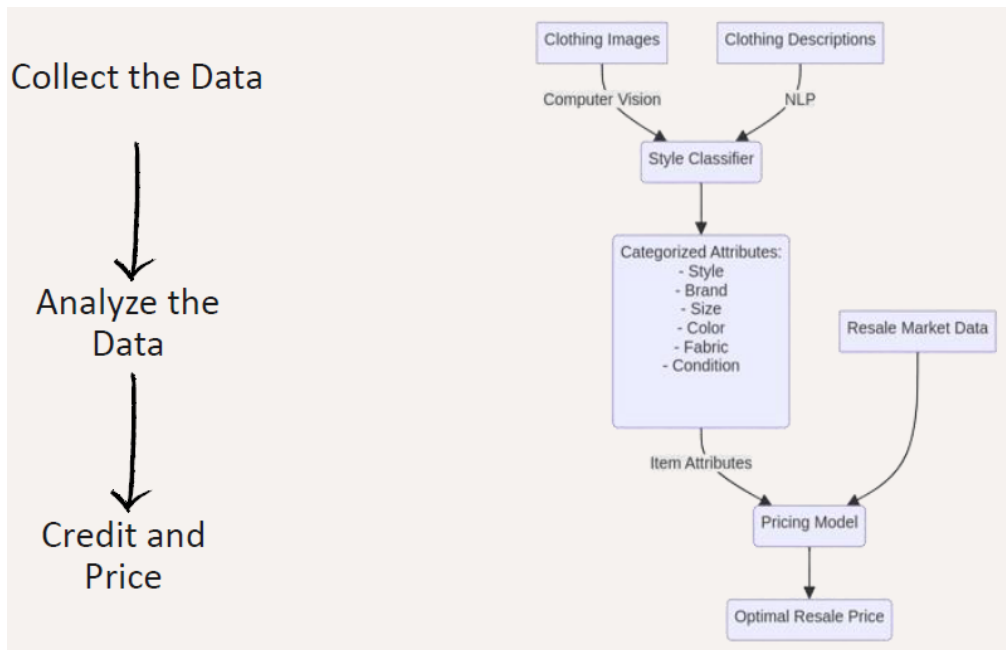 Collect the Data
Analyze the
Data
Credit and
Price
Clothing Images
Clothing Descriptions
Computer Vision
NLP
Style Classifier
Categorized Attributes:
- Style
- Brand
- Size
- Color
- Fabric
- Condition
Resale Market Data
Item Attributes
Pricing Model
Optimal Resale Price